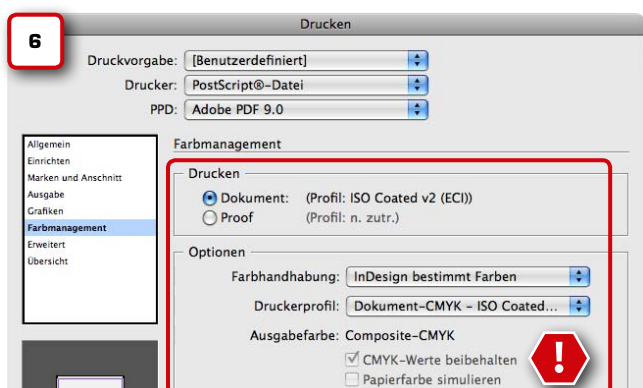 Drucken
6
Druckvorgabe: [Benutzerdefiniert]
Drucker: PostScript®-Datei
PPD: Adobe PDF 9.0
Allgemein
Einrichten
Marken und Anschnitt
Ausgabe
Grafiken
Farbmanagement
Erweitert
Übersicht
Farbmanagement
Drucken
Dokument: (Profil: ISO Coated v2 (ECI))
Proof (Profil: n. zutr.)
Optionen
Farbhandhabung: InDesign bestimmt Farben
Druckerprofil: Dokument-CMYK - ISO Coated...
Ausgabefarbe: Composite-CMYK
CMYK-Werte beibehalten
Papierfarbe simulieren
!